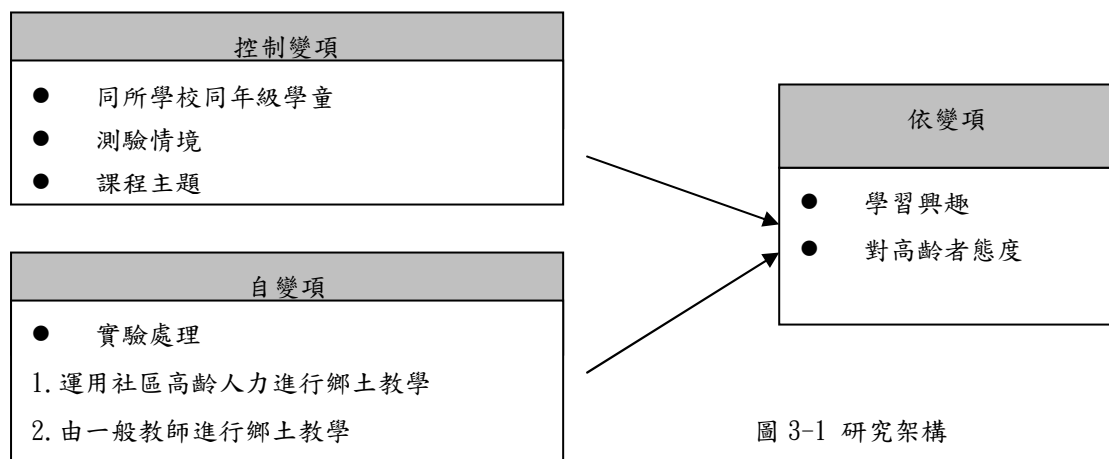 控制變項
● 同所學校同年級學童
● 測驗情境
● 課程主題
自變項
● 實驗處理
1.運用社區高齡人力進行鄉土教學
2.由一般教師進行鄉土教學
依變項
● 學習興趣
● 對高齡者態度
圖 3-1 研究架構